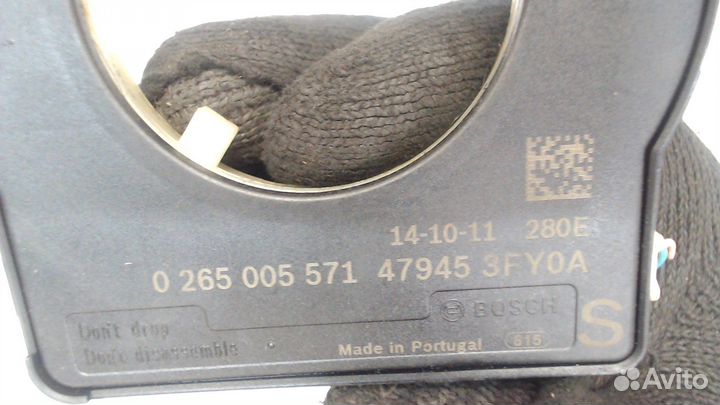 14-10-11 280E
0 265 005 571 47945 3FY0A
BOSCH
S
Don't drop
Don't disassemble
Made in Portugal 615
Avito